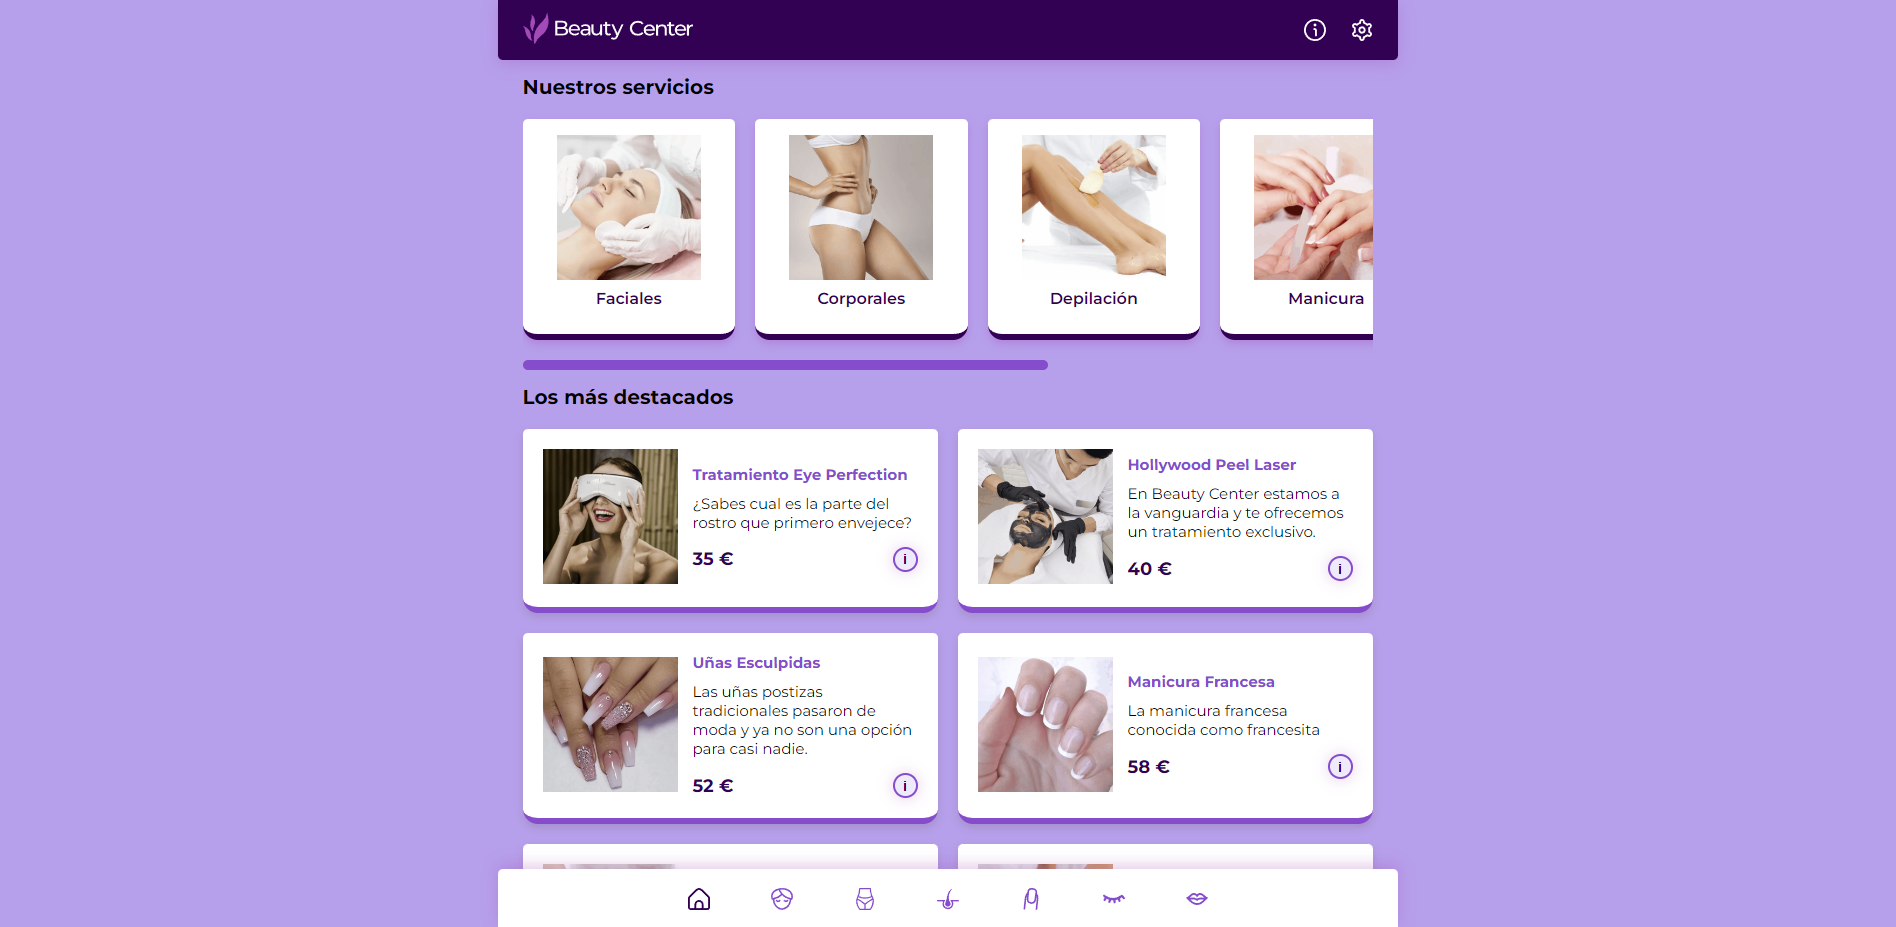 Beauty Center
Nuestros servicios
Faciales
Corporales
Depilación
Manicura
Los más destacados
Tratamiento Eye Perfection
¿Sabes cual es la parte del
rostro que primero envejece?
35 €
i
Hollywood Peel Laser
En Beauty Center estamos a
la vanguardia y te ofrecemos
un tratamiento exclusivo.
40 €
i
Uñas Esculpidas
Las uñas postizas
tradicionales pasaron de
moda y ya no son una opción
para casi nadie.
52 €
i
Manicura Francesa
La manicura francesa
conocida como francesita
58 €
i